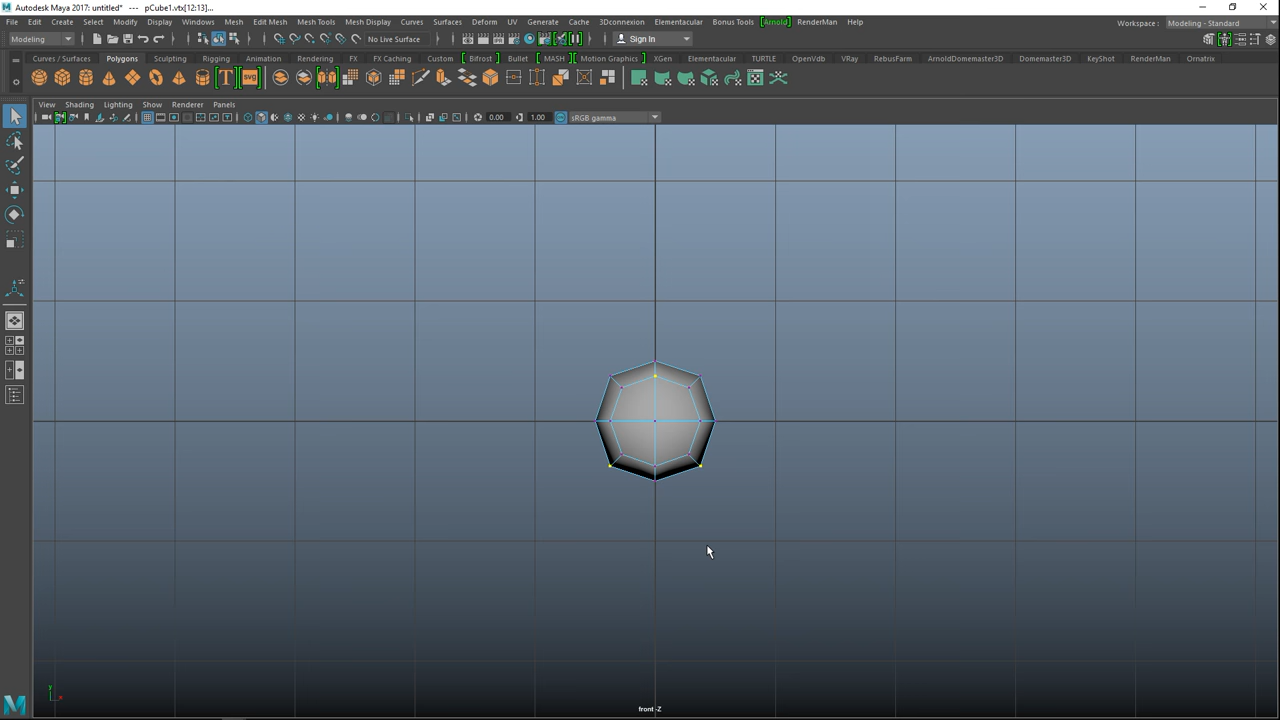 Autodesk Maya 2017: untitled* --- pCube1.vtx[12:13]...
File Edit Create Select Modify Display Windows Mesh Edit Mesh Mesh Tools Mesh Display Curves Surfaces Deform UV Generate Cache 3Dconnexion Elementacular Bonus Tools [Arnold] RenderMan Help
Workspace : Modeling - Standard
Modeling No Live Surface Sign In
Curves / Surfaces Polygons Sculpting Rigging Animation Rendering FX FX Caching Custom Bifrost Bullet MASH Motion Graphics XGen Elementacular TURTLE OpenVdb VRay RebusFarm ArnoldDomemaster3D Domemaster3D KeyShot RenderMan Ornatrix
T SVG
View Shading Lighting Show Renderer Panels
0.00 1.00 sRGB gamma
y
x
front -Z